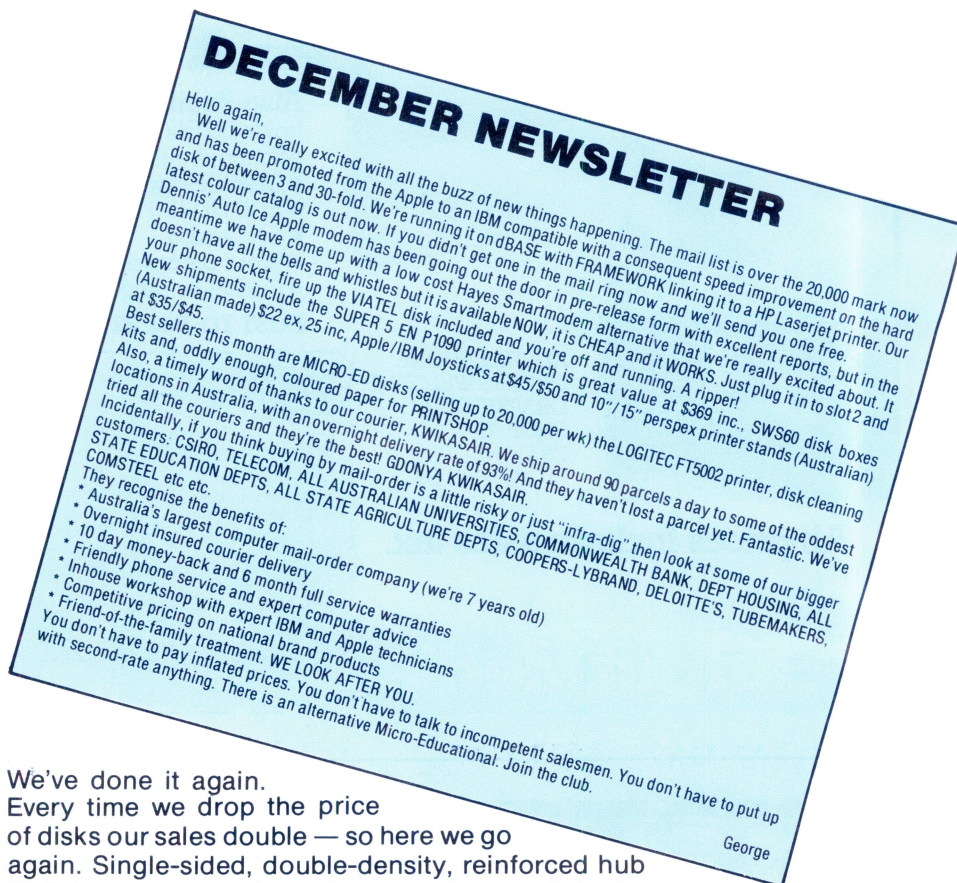 DECEMBER NEWSLETTER
Hello again,
Well we're really excited with all the buzz of new things happening. The mail list is over the 20,000 mark now
and has been promoted from the Apple to an IBM compatible with a consequent speed improvement on the hard
disk of between 3 and 30-fold. We're running it on dBASE with FRAMEWORK linking it to a HP Laserjet printer. Our
latest colour catalog is out now. If you didn't get one in the mail ring now and we'll send you one free.
Dennis' Auto Ice Apple modem has been going out the door in pre-release form with excellent reports, but in the
meantime we have come up with a low cost Hayes Smartmodem alternative that we're really excited about. It
doesn't have all the bells and whistles but it is available NOW, it is CHEAP and it WORKS. Just plug it in to slot 2 and
your phone socket, fire up the VIATEL disk included and you're off and running. A ripper!
New shipments include the SUPER 5 EN P1090 printer which is great value at $369 inc., SWS60 disk boxes
(Australian made) $22 ex, 25 inc, Apple/IBM Joysticks at $45/$50 and 10"/15" perspex printer stands (Australian)
at $35/$45.
Best sellers this month are MICRO-ED disks (selling up to 20,000 per wk) the LOGITEC FT5002 printer, disk cleaning
kits and, oddly enough, coloured paper for PRINTSHOP.
Also, a timely word of thanks to our courier, KWIKASAIR. We ship around 90 parcels a day to some of the oddest
locations in Australia, with an overnight delivery rate of 93%! And they haven't lost a parcel yet. Fantastic. We've
tried all the couriers and they're the best! GDONYA KWIKASAIR.
Incidentally, if you think buying by mail-order is a little risky or just "infra-dig" then look at some of our bigger
customers: CSIRO, TELECOM, ALL AUSTRALIAN UNIVERSITIES, COMMONWEALTH BANK, DEPT HOUSING, ALL
STATE EDUCATION DEPTS, ALL STATE AGRICULTURE DEPTS, COOPERS-LYBRAND, DELOITTE'S, TUBEMAKERS,
COMSTEEL etc etc.
They recognise the benefits of:
* Australia's largest computer mail-order company (we're 7 years old)
* Overnight insured courier delivery
* 10 day money-back and 6 month full service warranties
* Friendly phone service and expert computer advice
* Inhouse workshop with expert IBM and Apple technicians
* Competitive pricing on national brand products
* Friend-of-the-family treatment. WE LOOK AFTER YOU.
You don't have to pay inflated prices. You don't have to talk to incompetent salesmen. You don't have to put up
with second-rate anything. There is an alternative Micro-Educational. Join the club.
George
We've done it again.
Every time we drop the price
of disks our sales double — so here we go
again. Single-sided, double-density, reinforced hub